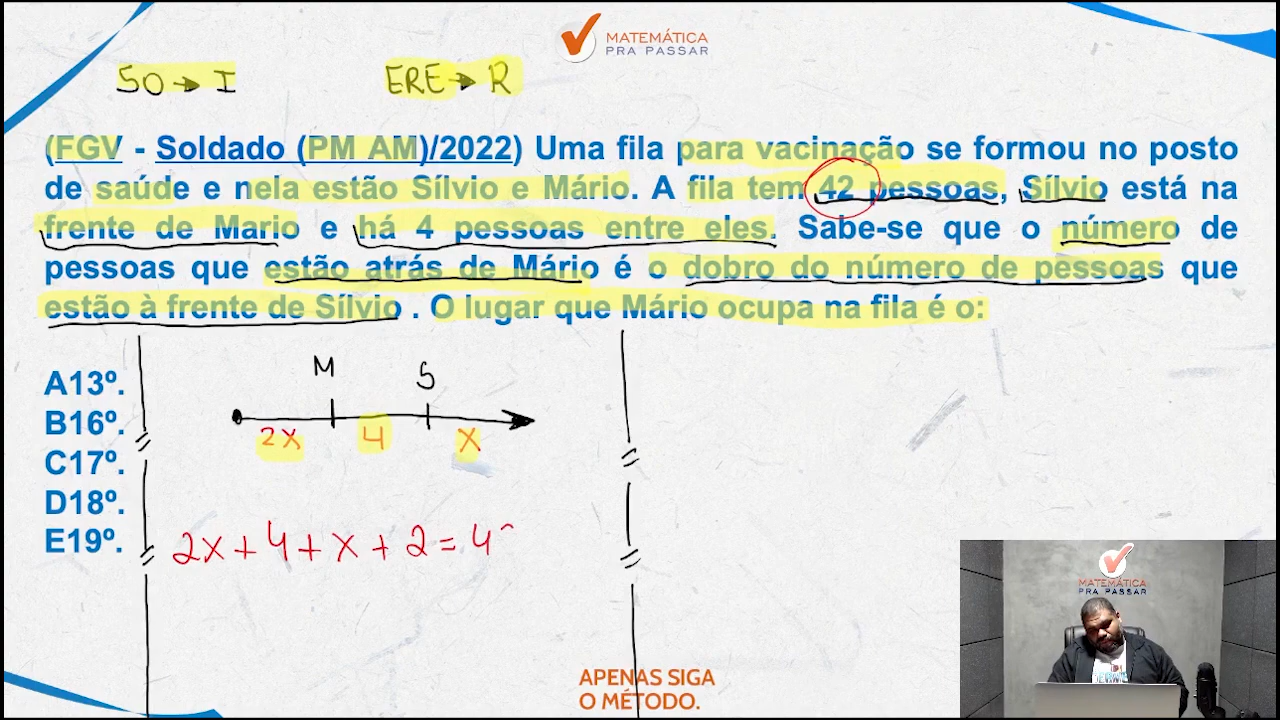 MATEMÁTICA
PRA PASSAR
SO → I
ERE → R
(FGV - Soldado (PM AM)/2022) Uma fila para vacinação se formou no posto
de saúde e nela estão Sílvio e Mário. A fila tem 42 pessoas, Sílvio está na
frente de Mario e há 4 pessoas entre eles. Sabe-se que o número de
pessoas que estão atrás de Mário é o dobro do número de pessoas que
estão à frente de Sílvio . O lugar que Mário ocupa na fila é o:
M S
2x 4 x
A13º.
B16º.
C17º.
D18º.
E19º.
2x+4+x+2=4
MATEMÁTICA
PRA PASSAR
APENAS SIGA
O MÉTODO.